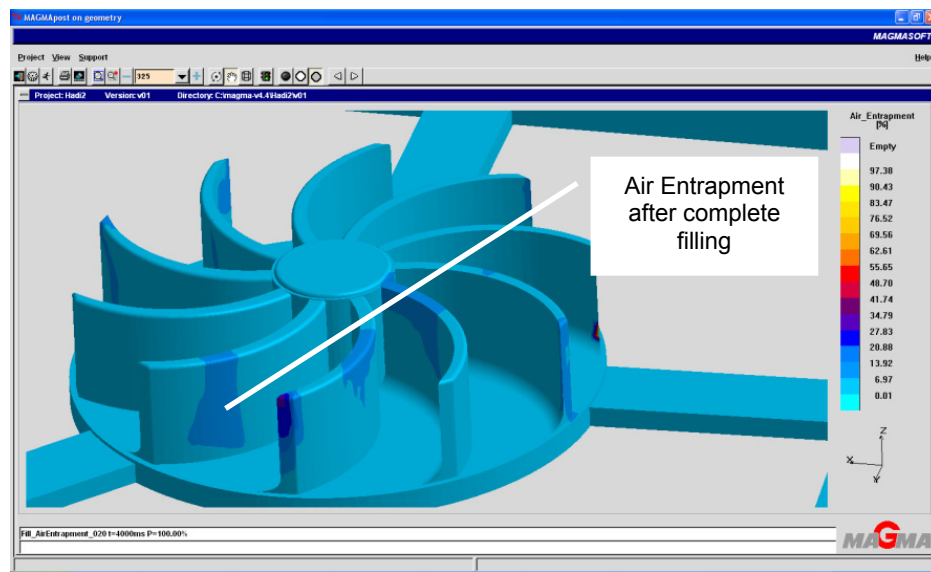 MAGMApost on geometry
MAGMASOFT
Project View Support
Help
325
Project: Hadi2 Version: v01 Directory: C:\magma-v4.4\Hadi2\v01
Air_Entrapment
[%]
Empty
97.38
90.43
83.47
76.52
69.56
62.61
55.65
48.70
41.74
34.79
27.83
20.88
13.92
6.97
0.01
Air Entrapment
after complete
filling
Z
X
Y
Fill_AirEntrapment_020 t=4000ms P=100.00%
MAGMA